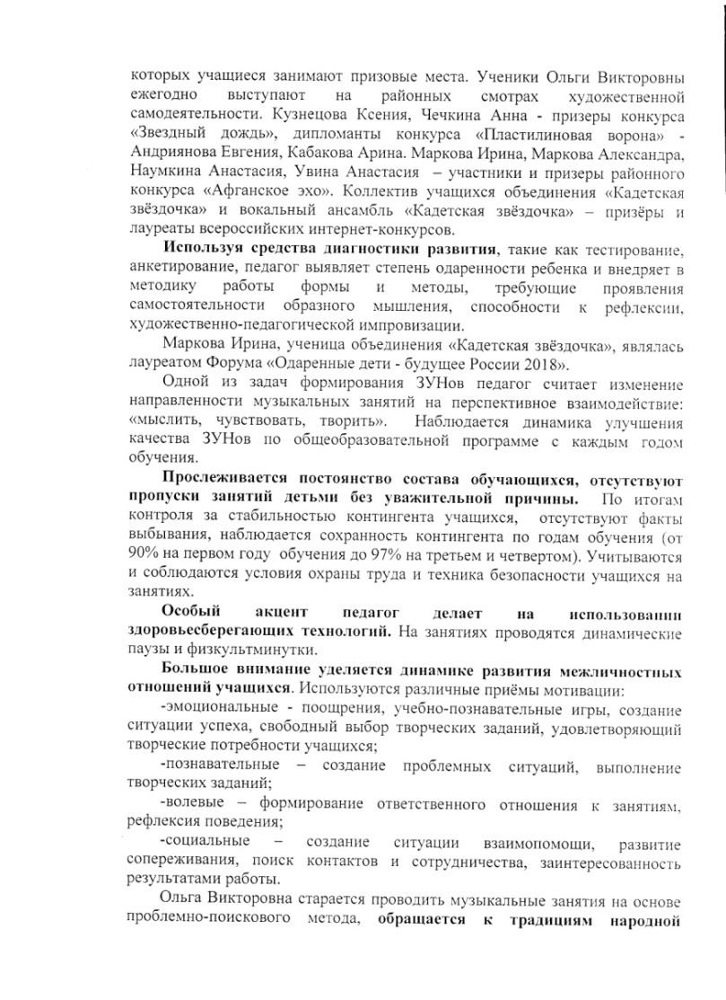 которых учащиеся занимают призовые места. Ученики Ольги Викторовны
ежегодно выступают на районных смотрах художественной
самодеятельности. Кузнецова Ксения, Чечкина Анна - призеры конкурса
«Звездный дождь», дипломанты конкурса «Пластилиновая ворона» -
Андриянова Евгения, Кабакова Арина. Маркова Ирина, Маркова Александра,
Наумкина Анастасия, Увина Анастасия – участники и призеры районного
конкурса «Афганское эхо». Коллектив учащихся объединения «Кадетская
звёздочка» и вокальный ансамбль «Кадетская звёздочка» – призёры и
лауреаты всероссийских интернет-конкурсов.
Используя средства диагностики развития, такие как тестирование,
анкетирование, педагог выявляет степень одаренности ребенка и внедряет в
методику работы формы и методы, требующие проявления
самостоятельности образного мышления, способности к рефлексии,
художественно-педагогической импровизации.
Маркова Ирина, ученица объединения «Кадетская звёздочка», являлась
лауреатом Форума «Одаренные дети - будущее России 2018».
Одной из задач формирования ЗУНов педагог считает изменение
направленности музыкальных занятий на перспективное взаимодействие:
«мыслить, чувствовать, творить». Наблюдается динамика улучшения
качества ЗУНов по общеобразовательной программе с каждым годом
обучения.
Прослеживается постоянство состава обучающихся, отсутствуют
пропуски занятий детьми без уважительной причины. По итогам
контроля за стабильностью контингента учащихся, отсутствуют факты
выбывания, наблюдается сохранность контингента по годам обучения (от
90% на первом году обучения до 97% на третьем и четвертом). Учитываются
и соблюдаются условия охраны труда и техника безопасности учащихся на
занятиях.
Особый акцент педагог делает на использовании
здоровьесберегающих технологий. На занятиях проводятся динамические
паузы и физкультминутки.
Большое внимание уделяется динамике развития межличностных
отношений учащихся. Используются различные приёмы мотивации:
-эмоциональные - поощрения, учебно-познавательные игры, создание
ситуации успеха, свободный выбор творческих заданий, удовлетворяющий
творческие потребности учащихся;
-познавательные – создание проблемных ситуаций, выполнение
творческих заданий;
-волевые – формирование ответственного отношения к занятиям,
рефлексия поведения;
-социальные – создание ситуации взаимопомощи, развитие
сопереживания, поиск контактов и сотрудничества, заинтересованность
результатами работы.
Ольга Викторовна старается проводить музыкальные занятия на основе
проблемно-поискового метода, обращается к традициям народной